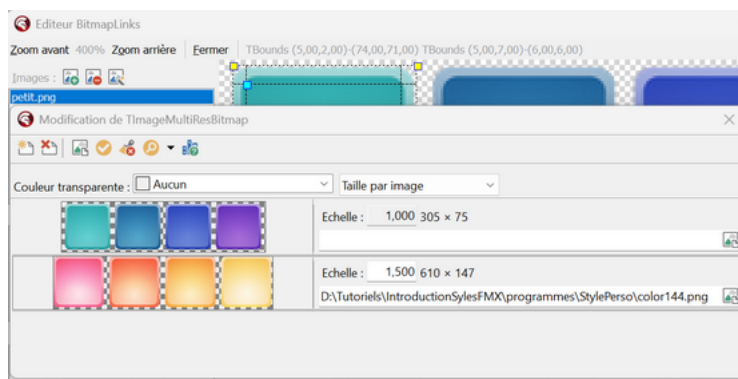 Editeur BitmapLinks
Zoom avant 400% Zoom arrière Fermer TBounds (5,00,2,00)-(74,00,71,00) TBounds (5,00,7,00)-(6,00,6,00)
Images :
petit.png
Modification de TImageMultiResBitmap
Couleur transparente : Aucun Taille par image
Echelle : 1,000 305 × 75
Echelle : 1,500 610 × 147
D:\Tutoriels\IntroductionSylesFMX\programmes\StylePerso\color144.png